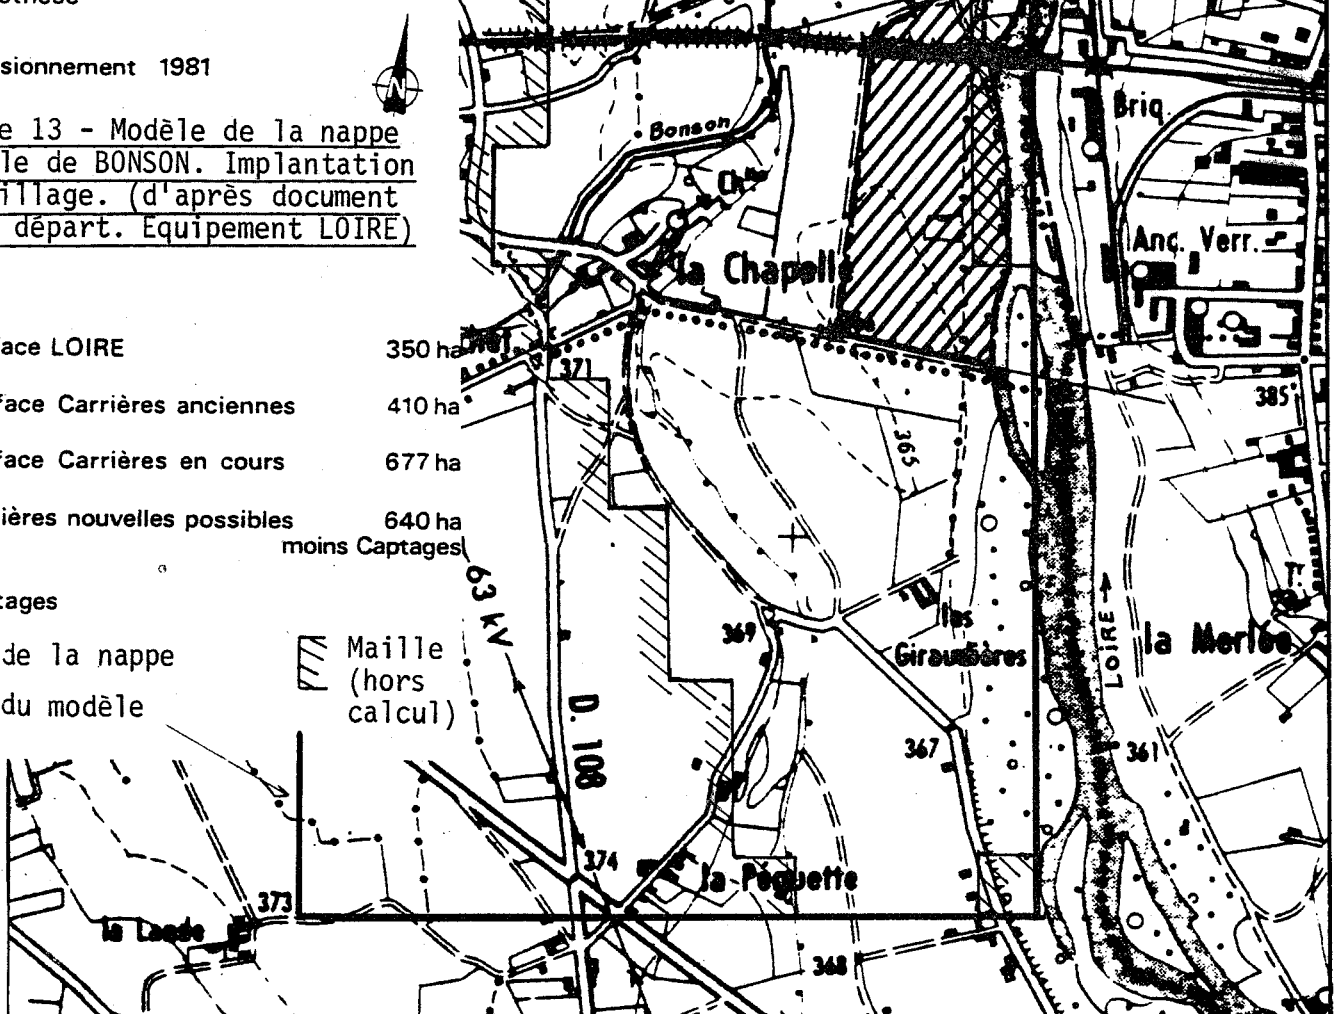 othèse
sionnement 1981
N
e 13 - Modèle de la nappe
le de BONSON. Implantation
illage. (d'après document
départ. Equipement LOIRE)
ace LOIRE 350 ha
face Carrières anciennes 410 ha
face Carrières en cours 677 ha
ières nouvelles possibles 640 ha
moins Captages
tages
de la nappe
du modèle
Maille
(hors
calcul)
Bonson
Briq.
la Chapelle
Anc. Verr.
371
385
365
63 kV
369
les
Giraudières
LOIRE
la Merlée
Tr
D. 108
367
361
374
la Péguette
373
la Lande
368